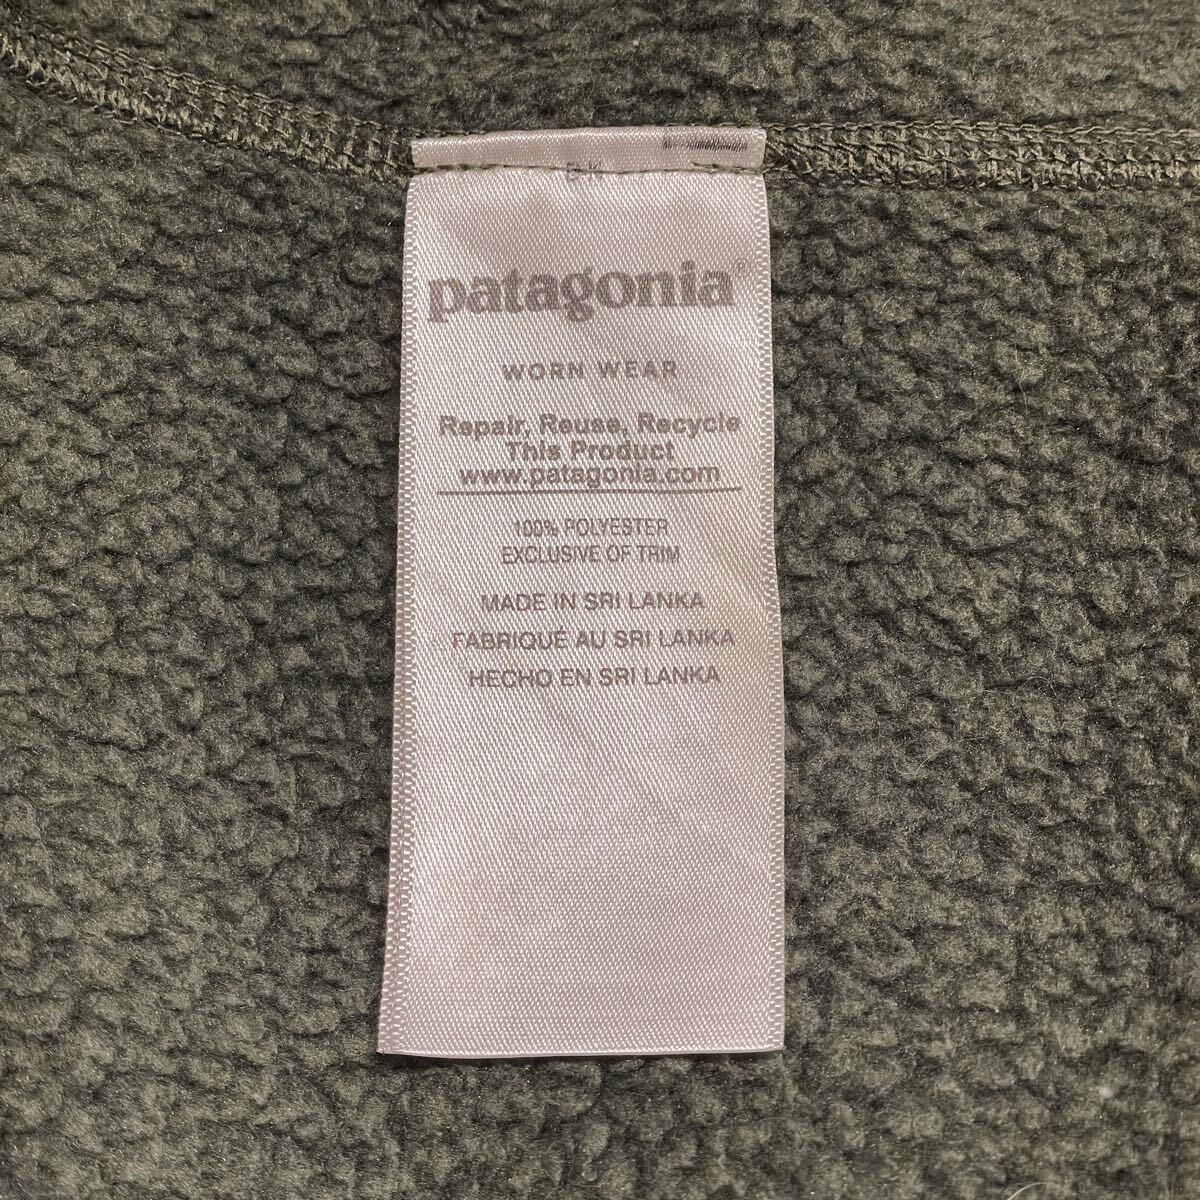 patagonia®
WORN WEAR
Repair, Reuse, Recycle
This Product
www.patagonia.com
100% POLYESTER
EXCLUSIVE OF TRIM
MADE IN SRI LANKA
FABRIQUÉ AU SRI LANKA
HECHO EN SRI LANKA